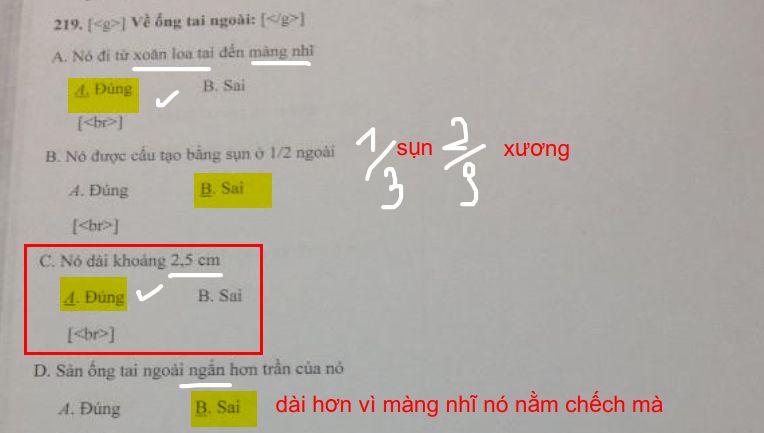 219. [<g>] Về ống tai ngoài: [</g>]
A. Nó đi từ xoăn loa tai đến màng nhĩ
A. Đúng B. Sai
[<br>]
B. Nó được cấu tạo bằng sụn ở 1/2 ngoài 1/3 sụn 2/3 xương
A. Đúng B. Sai
[<br>]
C. Nó dài khoảng 2,5 cm
A. Đúng B. Sai
[<br>]
D. Sàn ống tai ngoài ngắn hơn trần của nó
A. Đúng B. Sai dài hơn vì màng nhĩ nó nằm chếch mà